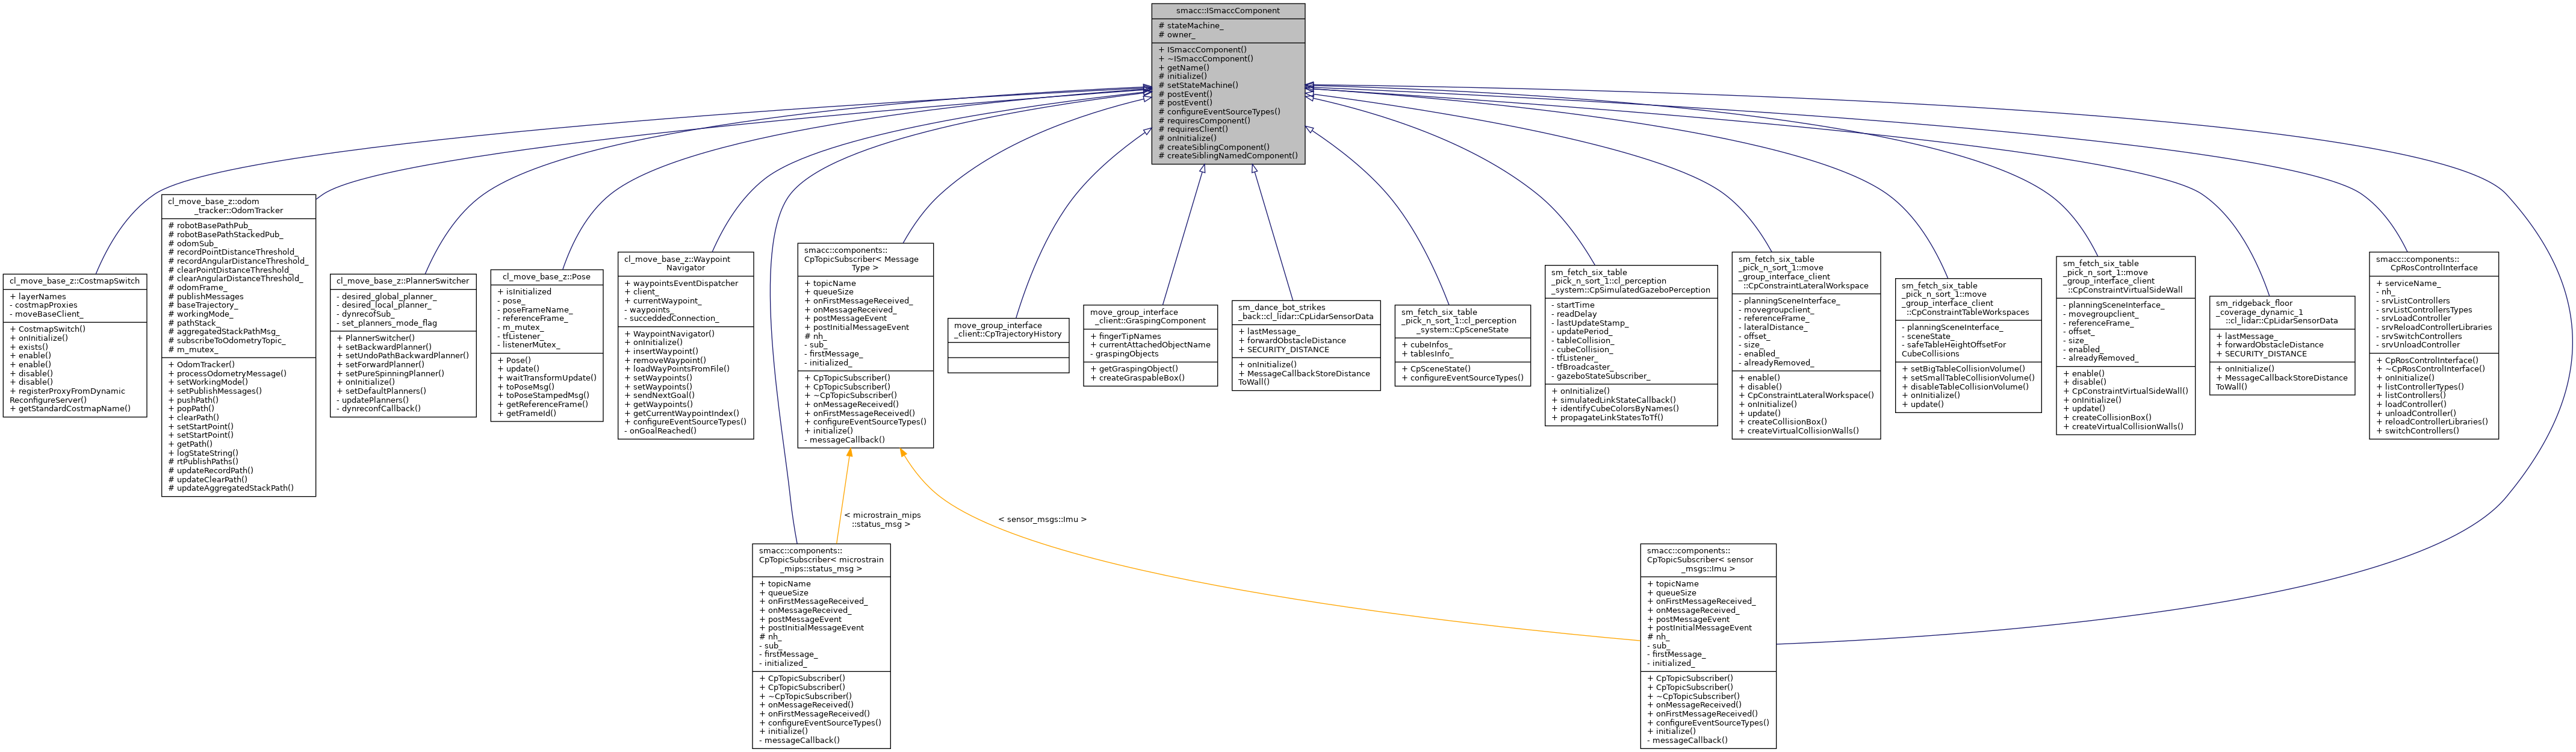 smacc::ISmaccComponent
# stateMachine_
# owner_
+ ISmaccComponent()
+ ~ISmaccComponent()
+ getName()
# initialize()
# setStateMachine()
# postEvent()
# postEvent()
# configureEventSourceTypes()
# requiresComponent()
# requiresClient()
# onInitialize()
# createSiblingComponent()
# createSiblingNamedComponent()
cl_move_base_z::CostmapSwitch
+ layerNames
- costmapProxies
- moveBaseClient_
+ CostmapSwitch()
+ onInitialize()
+ exists()
+ enable()
+ enable()
+ disable()
+ disable()
+ registerProxyFromDynamic
ReconfigureServer()
+ getStandardCostmapName()
cl_move_base_z::odom
_tracker::OdomTracker
# robotBasePathPub_
# robotBasePathStackedPub_
# odomSub_
# recordPointDistanceThreshold_
# recordAngularDistanceThreshold_
# clearPointDistanceThreshold_
# clearAngularDistanceThreshold_
# odomFrame_
# publishMessages
# baseTrajectory_
# workingMode_
# pathStack_
# aggregatedStackPathMsg_
# subscribeToOdometryTopic_
# m_mutex_
+ OdomTracker()
+ processOdometryMessage()
+ setWorkingMode()
+ setPublishMessages()
+ pushPath()
+ popPath()
+ clearPath()
+ setStartPoint()
+ setStartPoint()
+ getPath()
+ logStateString()
# rtPublishPaths()
# updateRecordPath()
# updateClearPath()
# updateAggregatedStackPath()
cl_move_base_z::PlannerSwitcher
- desired_global_planner_
- desired_local_planner_
- dynrecofSub_
- set_planners_mode_flag
+ PlannerSwitcher()
+ setBackwardPlanner()
+ setUndoPathBackwardPlanner()
+ setForwardPlanner()
+ setPureSpinningPlanner()
+ onInitialize()
+ setDefaultPlanners()
- updatePlanners()
- dynreconfCallback()
cl_move_base_z::Pose
+ isInitialized
- pose_
- poseFrameName_
- referenceFrame_
- m_mutex_
- tfListener_
- listenerMutex_
+ Pose()
+ update()
+ waitTransformUpdate()
+ toPoseMsg()
+ toPoseStampedMsg()
+ getReferenceFrame()
+ getFrameId()
cl_move_base_z::Waypoint
Navigator
+ waypointsEventDispatcher
+ client_
+ currentWaypoint_
- waypoints_
- succeddedConnection_
+ WaypointNavigator()
+ onInitialize()
+ insertWaypoint()
+ removeWaypoint()
+ loadWayPointsFromFile()
+ setWaypoints()
+ setWaypoints()
+ sendNextGoal()
+ getWaypoints()
+ getCurrentWaypointIndex()
+ configureEventSourceTypes()
- onGoalReached()
smacc::components::
CpTopicSubscriber< Message
Type >
+ topicName
+ queueSize
+ onFirstMessageReceived_
+ onMessageReceived_
+ postMessageEvent
+ postInitialMessageEvent
# nh_
- sub_
- firstMessage_
- initialized_
+ CpTopicSubscriber()
+ CpTopicSubscriber()
+ ~CpTopicSubscriber()
+ onMessageReceived()
+ onFirstMessageReceived()
+ configureEventSourceTypes()
+ initialize()
- messageCallback()
move_group_interface
_client::CpTrajectoryHistory
move_group_interface
_client::GraspingComponent
+ fingerTipNames
+ currentAttachedObjectName
- graspingObjects
+ getGraspingObject()
+ createGraspableBox()
sm_dance_bot_strikes
_back::cl_lidar::CpLidarSensorData
+ lastMessage_
+ forwardObstacleDistance
+ SECURITY_DISTANCE
+ onInitialize()
+ MessageCallbackStoreDistance
ToWall()
sm_fetch_six_table
_pick_n_sort_1::cl_perception
_system::CpSceneState
+ cubeInfos_
+ tablesInfo_
+ CpSceneState()
+ configureEventSourceTypes()
sm_fetch_six_table
_pick_n_sort_1::cl_perception
_system::CpSimulatedGazeboPerception
- startTime
- readDelay
- lastUpdateStamp_
- updatePeriod_
- tableCollision_
- cubeCollision_
- tfListener_
- tfBroadcaster_
- gazeboStateSubscriber_
+ onInitialize()
+ simulatedLinkStateCallback()
+ identifyCubeColorsByNames()
+ propagateLinkStatesToTf()
sm_fetch_six_table
_pick_n_sort_1::move
_group_interface_client
::CpConstraintLateralWorkspace
- planningSceneInterface_
- movegroupclient_
- referenceFrame_
- lateralDistance_
- offset_
- size_
- enabled_
- alreadyRemoved_
+ enable()
+ disable()
+ CpConstraintLateralWorkspace()
+ onInitialize()
+ update()
+ createCollisionBox()
+ createVirtualCollisionWalls()
sm_fetch_six_table
_pick_n_sort_1::move
_group_interface_client
::CpConstraintTableWorkspaces
- planningSceneInterface_
- sceneState_
- safeTableHeightOffsetFor
CubeCollisions
+ setBigTableCollisionVolume()
+ setSmallTableCollisionVolume()
+ disableTableCollisionVolume()
+ onInitialize()
+ update()
sm_fetch_six_table
_pick_n_sort_1::move
_group_interface_client
::CpConstraintVirtualSideWall
- planningSceneInterface_
- movegroupclient_
- referenceFrame_
- offset_
- size_
- enabled_
- alreadyRemoved_
+ enable()
+ disable()
+ CpConstraintVirtualSideWall()
+ onInitialize()
+ update()
+ createCollisionBox()
+ createVirtualCollisionWalls()
sm_ridgeback_floor
_coverage_dynamic_1
::cl_lidar::CpLidarSensorData
+ lastMessage_
+ forwardObstacleDistance
+ SECURITY_DISTANCE
+ onInitialize()
+ MessageCallbackStoreDistance
ToWall()
smacc::components::
CpRosControlInterface
+ serviceName_
- nh_
- srvListControllers
- srvListControllersTypes
- srvLoadController
- srvReloadControllerLibraries
- srvSwitchControllers
- srvUnloadController
+ CpRosControlInterface()
+ ~CpRosControlInterface()
+ onInitialize()
+ listControllerTypes()
+ listControllers()
+ loadController()
+ unloadController()
+ reloadControllerLibraries()
+ switchControllers()
< microstrain_mips
::status_msg >
< sensor_msgs::Imu >
smacc::components::
CpTopicSubscriber< microstrain
_mips::status_msg >
+ topicName
+ queueSize
+ onFirstMessageReceived_
+ onMessageReceived_
+ postMessageEvent
+ postInitialMessageEvent
# nh_
- sub_
- firstMessage_
- initialized_
+ CpTopicSubscriber()
+ CpTopicSubscriber()
+ ~CpTopicSubscriber()
+ onMessageReceived()
+ onFirstMessageReceived()
+ configureEventSourceTypes()
+ initialize()
- messageCallback()
smacc::components::
CpTopicSubscriber< sensor
_msgs::Imu >
+ topicName
+ queueSize
+ onFirstMessageReceived_
+ onMessageReceived_
+ postMessageEvent
+ postInitialMessageEvent
# nh_
- sub_
- firstMessage_
- initialized_
+ CpTopicSubscriber()
+ CpTopicSubscriber()
+ ~CpTopicSubscriber()
+ onMessageReceived()
+ onFirstMessageReceived()
+ configureEventSourceTypes()
+ initialize()
- messageCallback()